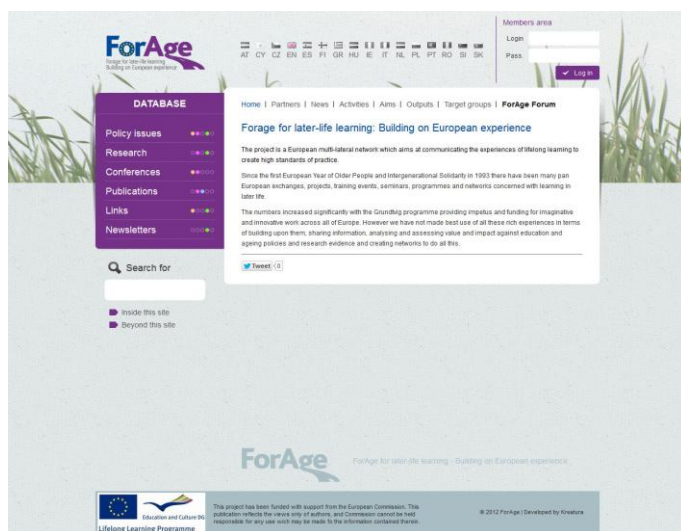 Members area
ForAge
forage for later-life learning
Building on European experience
Login
AT CY CZ EN ES FI GR HU IE IT NL PL PT RO SI SK
Pass.
Log in
DATABASE
Home | Partners | News | Activities | Aims | Outputs | Target groups | ForAge Forum
Policy issues
Research
Conferences
Publications
Links
Newsletters
Forage for later-life learning: Building on European experience
The project is a European multi-lateral network which aims at communicating the experiences of lifelong learning to
create high standards of practice.
Since the first European Year of Older People and Intergenerational Solidarity in 1993 there have been many pan
European exchanges, projects, training events, seminars, programmes and networks concerned with learning in
later life.
The numbers increased significantly with the Grundtvig programme providing impetus and funding for imaginative
and innovative work across all of Europe. However we have not made best use of all these rich experiences in terms
of building upon them, sharing information, analysing and assessing value and impact against education and
ageing policies and research evidence and creating networks to do all this.
Tweet 0
Search for
Inside this site
Beyond this site
ForAge
ForAge for later-life learning - Building on European experience
Education and Culture DG
Lifelong Learning Programme
This project has been funded with support from the European Commission. This
publication reflects the views only of authors, and Commission cannot be held
responsible for any use wich may be made fo the information contained therein.
© 2012 ForAge | Developed by Kreatura